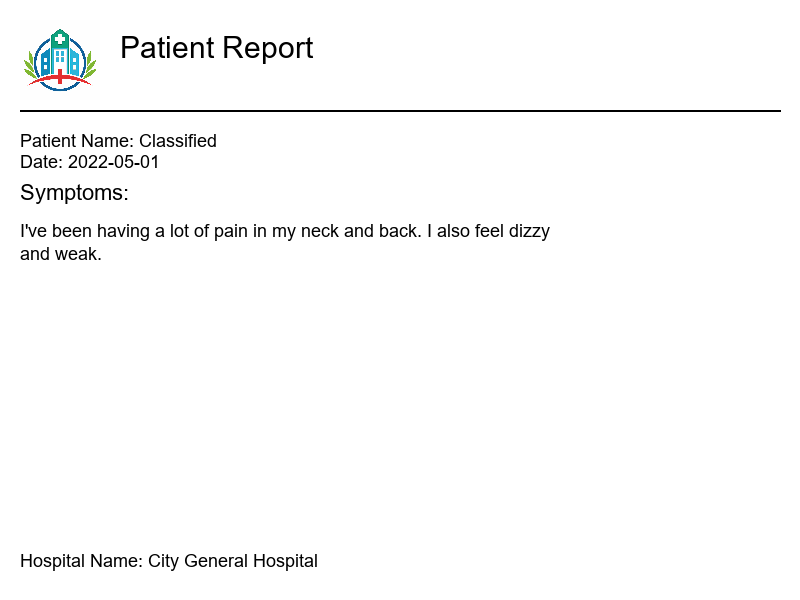 Patient Report
Patient Name: Classified
Date: 2022-05-01
Symptoms:
I've been having a lot of pain in my neck and back. I also feel dizzy
and weak.
Hospital Name: City General Hospital